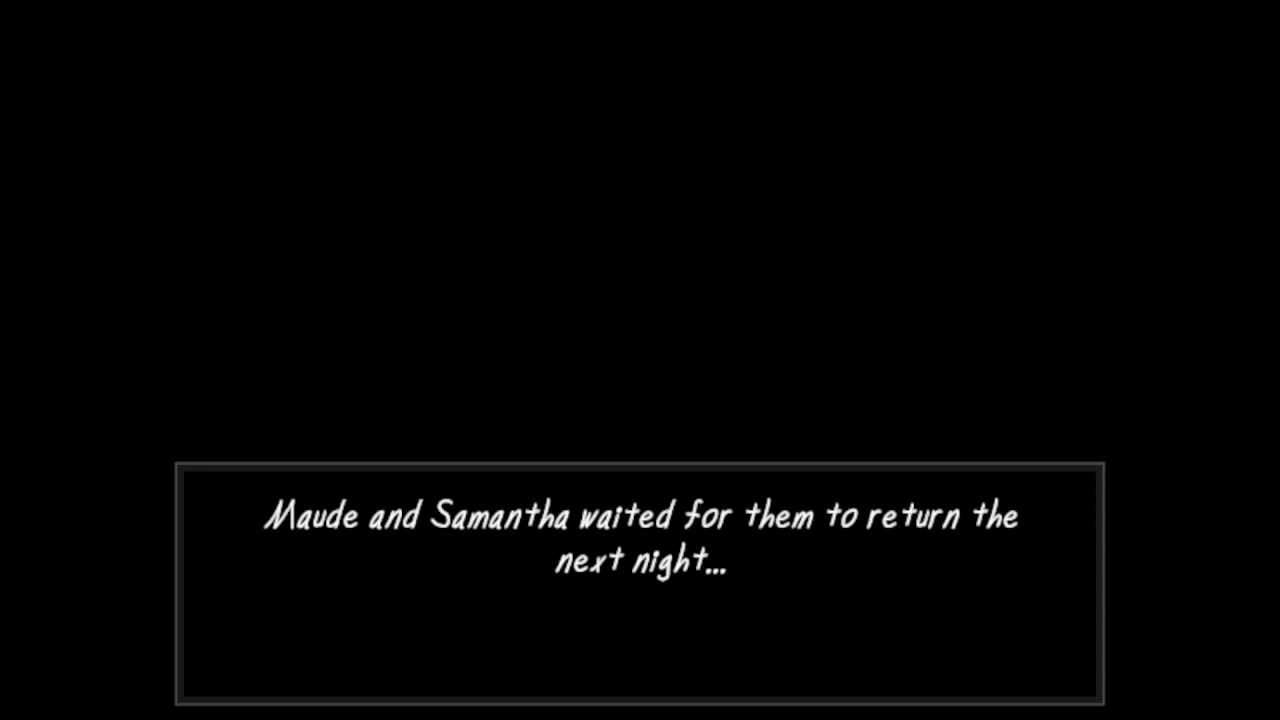 Maude and Samantha waited for them to return the
next night...